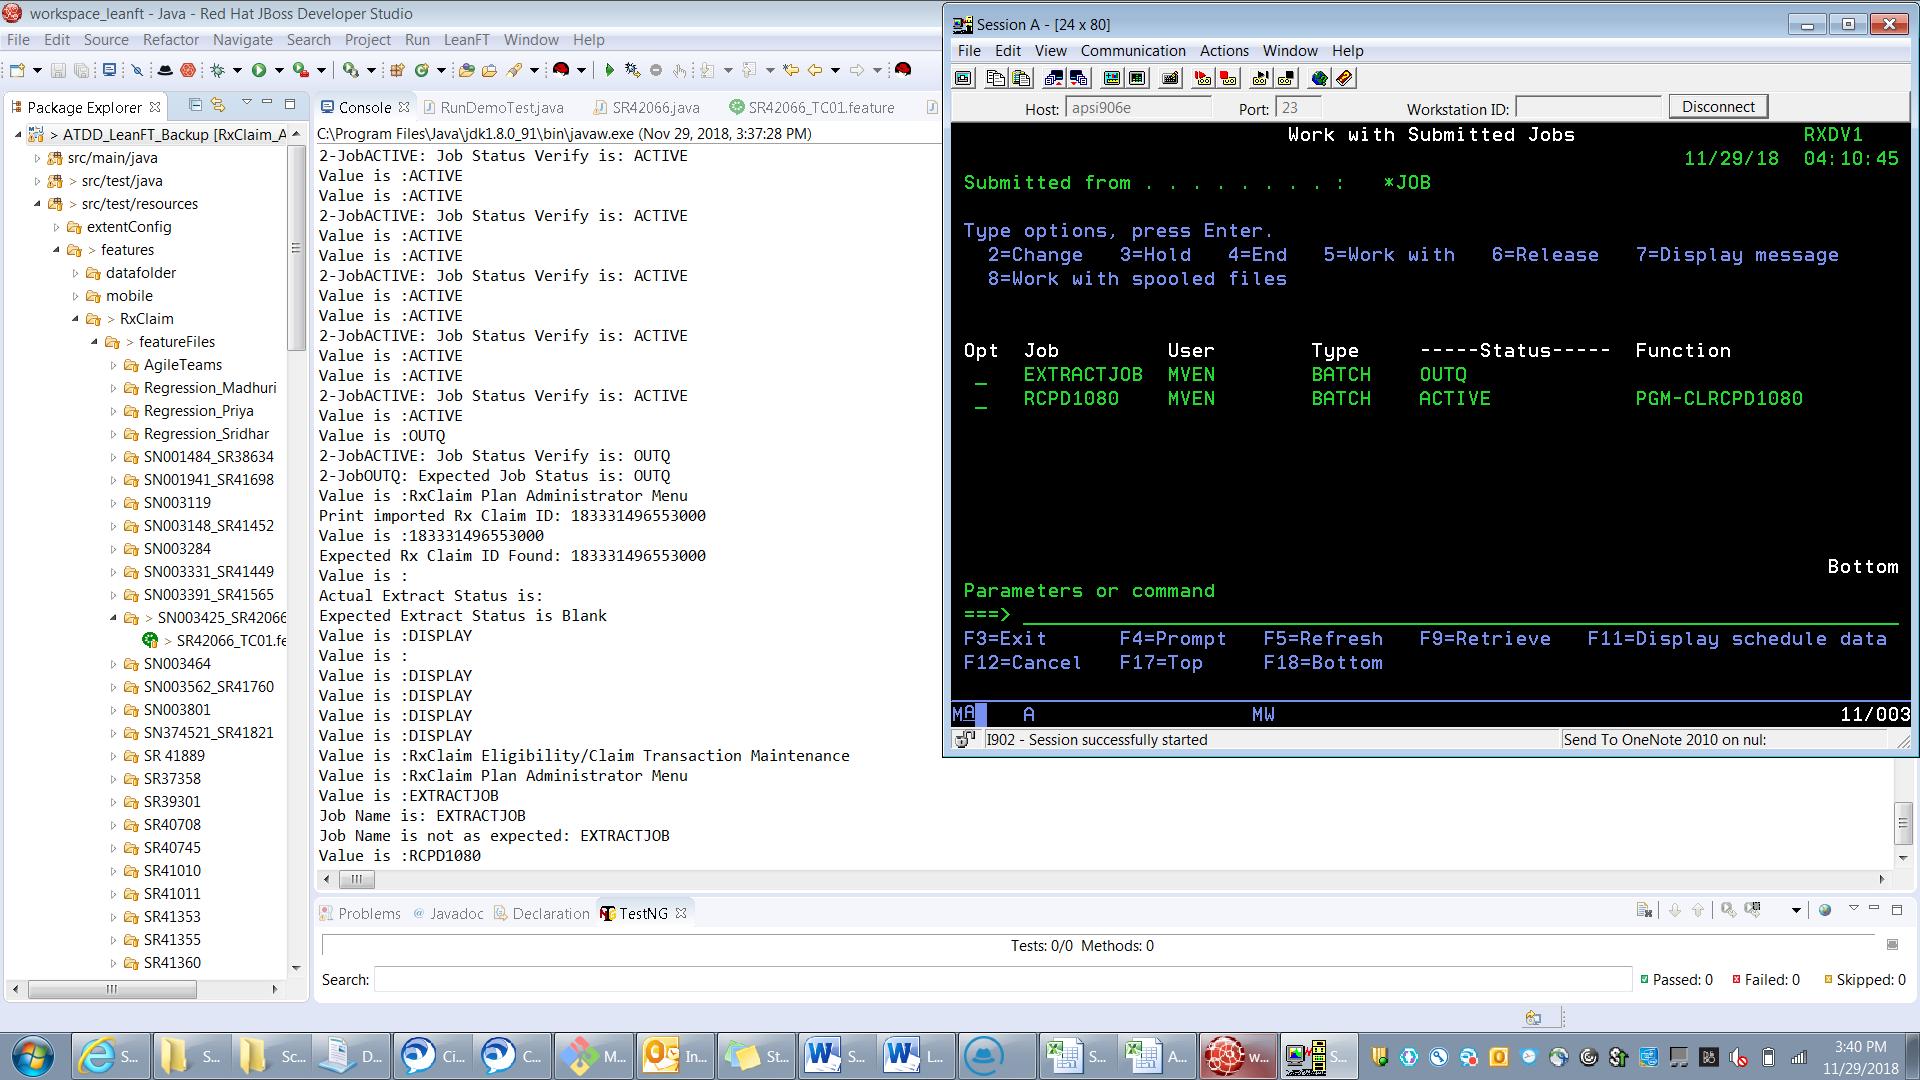 workspace_leanft - Java - Red Hat JBoss Developer Studio
File Edit Source Refactor Navigate Search Project Run LeanFT Window Help
Package Explorer
ATDD_LeanFT_Backup [RxClaim_A
src/main/java
src/test/java
> src/test/resources
extentConfig
> features
datafolder
mobile
> RxClaim
> featureFiles
AgileTeams
Regression_Madhuri
Regression_Priya
Regression_Sridhar
SN001484_SR38634
SN001941_SR41698
SN003119
SN003148_SR41452
SN003284
SN003331_SR41449
SN003391_SR41565
> SN003425_SR42066
> SR42066_TC01.fe
SN003464
SN003562_SR41760
SN003801
SN374521_SR41821
SR 41889
SR37358
SR39301
SR40708
SR40745
SR41010
SR41011
SR41353
SR41355
SR41360
Console RunDemoTest.java SR42066.java SR42066_TC01.feature
C:\Program Files\Java\jdk1.8.0_91\bin\javaw.exe (Nov 29, 2018, 3:37:28 PM)
2-JobACTIVE: Job Status Verify is: ACTIVE
Value is :ACTIVE
Value is :ACTIVE
2-JobACTIVE: Job Status Verify is: ACTIVE
Value is :ACTIVE
Value is :ACTIVE
2-JobACTIVE: Job Status Verify is: ACTIVE
Value is :ACTIVE
Value is :ACTIVE
2-JobACTIVE: Job Status Verify is: ACTIVE
Value is :ACTIVE
Value is :ACTIVE
2-JobACTIVE: Job Status Verify is: ACTIVE
Value is :ACTIVE
Value is :OUTQ
2-JobACTIVE: Job Status Verify is: OUTQ
2-JobOUTQ: Expected Job Status is: OUTQ
Value is :RxClaim Plan Administrator Menu
Print imported Rx Claim ID: 183331496553000
Value is :183331496553000
Expected Rx Claim ID Found: 183331496553000
Value is :
Actual Extract Status is:
Expected Extract Status is Blank
Value is :DISPLAY
Value is :
Value is :DISPLAY
Value is :DISPLAY
Value is :DISPLAY
Value is :DISPLAY
Value is :RxClaim Eligibility/Claim Transaction Maintenance
Value is :RxClaim Plan Administrator Menu
Value is :EXTRACTJOB
Job Name is: EXTRACTJOB
Job Name is not as expected: EXTRACTJOB
Value is :RCPD1080
Problems @ Javadoc Declaration TestNG
Tests: 0/0 Methods: 0
Search:
Passed: 0 Failed: 0 Skipped: 0
Session A - [24 x 80]
File Edit View Communication Actions Window Help
Host: apsi906e Port: 23 Workstation ID: Disconnect
Work with Submitted Jobs RXDV1
11/29/18 04:10:45
Submitted from . . . . . . . . : *JOB
Type options, press Enter.
2=Change 3=Hold 4=End 5=Work with 6=Release 7=Display message
8=Work with spooled files
Opt Job User Type -----Status----- Function
_ EXTRACTJOB MVEN BATCH OUTQ
_ RCPD1080 MVEN BATCH ACTIVE PGM-CLRCPD1080
Bottom
Parameters or command
===>
F3=Exit F4=Prompt F5=Refresh F9=Retrieve F11=Display schedule data
F12=Cancel F17=Top F18=Bottom
MA A MW 11/003
I902 - Session successfully started Send To OneNote 2010 on nul:
S... S... Sc... D... Ci... C... M... In... St... S... L... S... A... w... S... 3:40 PM
11/29/2018